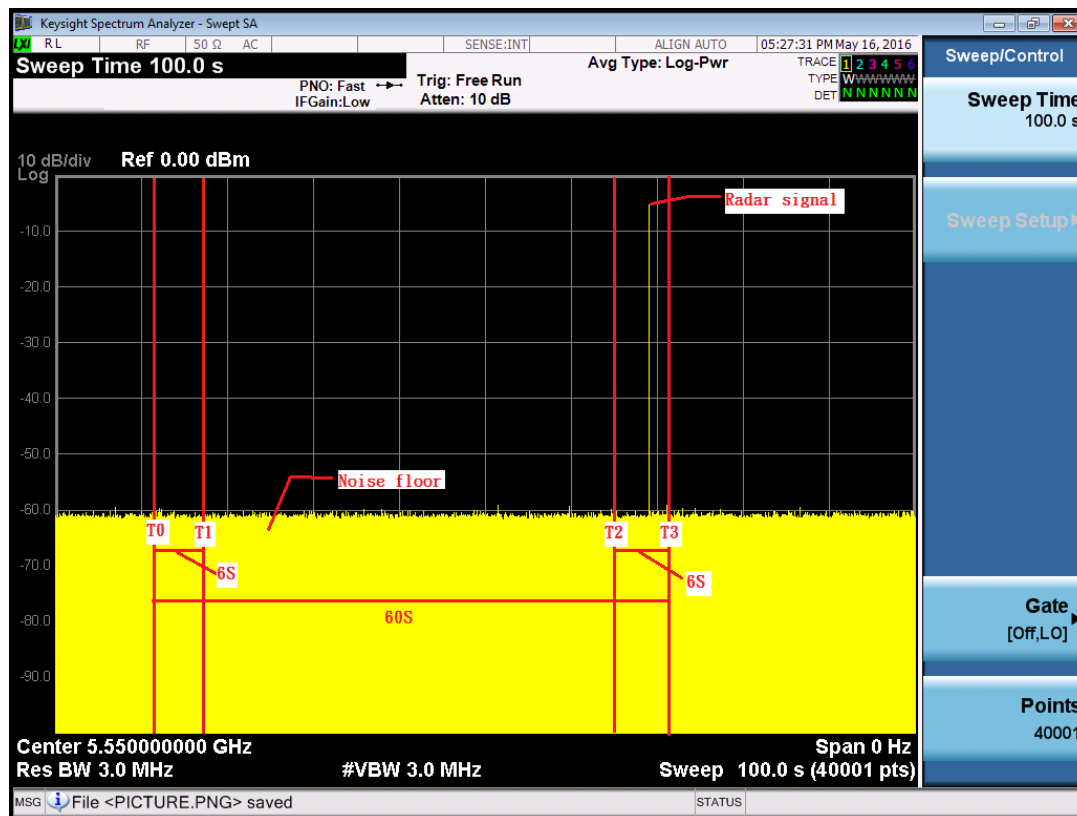 Keysight Spectrum Analyzer - Swept SA
LXI RL RF 50 Ω AC SENSE:INT ALIGN AUTO 05:27:31 PM May 16, 2016
Sweep Time 100.0 s
PNO: Fast
IFGain:Low
Trig: Free Run
Atten: 10 dB
Avg Type: Log-Pwr
TRACE 1 2 3 4 5 6
TYPE WWWWWW
DET N N N N N N
10 dB/div Ref 0.00 dBm
Log
Radar signal
-10.0
-20.0
-30.0
-40.0
-50.0
Noise floor
-60.0
T0 T1 T2 T3
-70.0
6S 6S
60S
-80.0
-90.0
Center 5.550000000 GHz Span 0 Hz
Res BW 3.0 MHz #VBW 3.0 MHz Sweep 100.0 s (40001 pts)
MSG File <PICTURE.PNG> saved STATUS
Sweep/Control
Sweep Time
100.0 s
Sweep Setup
Gate
[Off,LO]
Points
40001